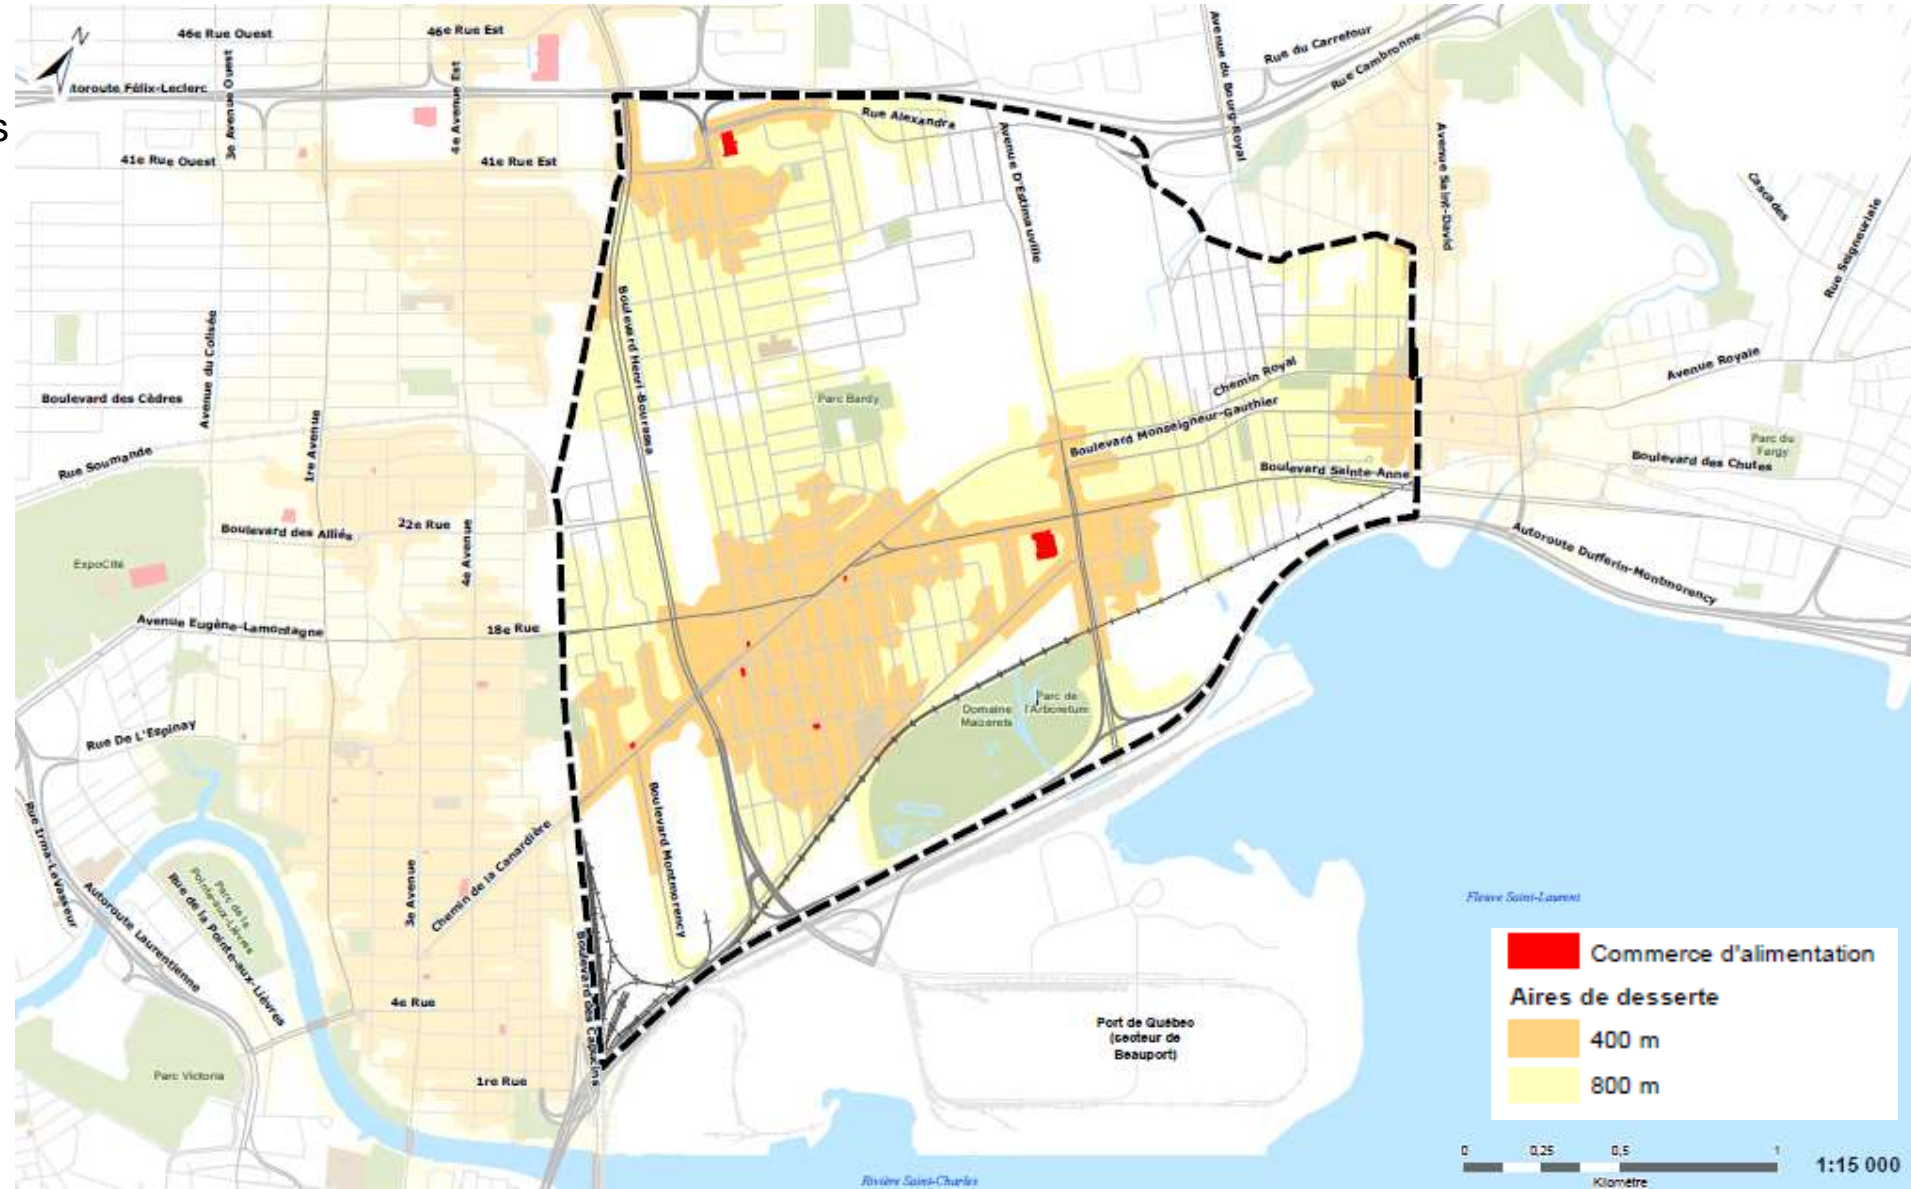 N
46e Rue Ouest
46e Rue Est
Rue du Carrefour
Rue Cambronne
Avenue du Bourg-Royal
toroute Félix-Leclerc
3e Avenue Ouest
4e Avenue Est
s
41e Rue Ouest
41e Rue Est
Rue Alexandra
Avenue D'Estimauville
Avenue Saint-David
Cascades
Rue Seigneuriale
Avenue du Colisée
Boulevard Henri-Bourassa
Boulevard des Cèdres
1re Avenue
Parc Bardy
Chemin Royal
Boulevard Monseigneur-Gauthier
Avenue Royale
Rue Soumande
Boulevard Sainte-Anne
Boulevard des Chutes
Parc du
Fargy
Boulevard des Alliés
22e Rue
4e Avenue
ExpoCité
Autoroute Dufferin-Montmorency
Avenue Eugène-Lamontagne
18e Rue
Domaine
Maizerets
Parc de
l'Arboretum
Rue De L'Espinay
Boulevard Montmorency
Rue Irma-LeVasseur
Chemin de la Canardière
3e Avenue
Parc de la
Pointe-aux-Lièvres
Rue de la Pointe-aux-Lièvres
Autoroute Laurentienne
Boulevard des Capucins
4e Rue
Parc Victoria
1re Rue
Port de Québec
(secteur de
Beauport)
Fleuve Saint-Laurent
Rivière Saint-Charles
Commerce d'alimentation
Aires de desserte
400 m
800 m
0 0,25 0,5 1
Kilomètre
1:15 000